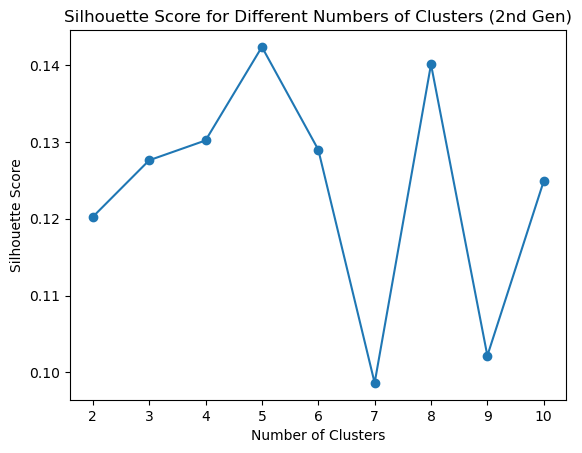 Silhouette Score for Different Numbers of Clusters (2nd Gen)
0.14
0.13
0.12
0.11
0.10
Silhouette Score
2 3 4 5 6 7 8 9 10
Number of Clusters